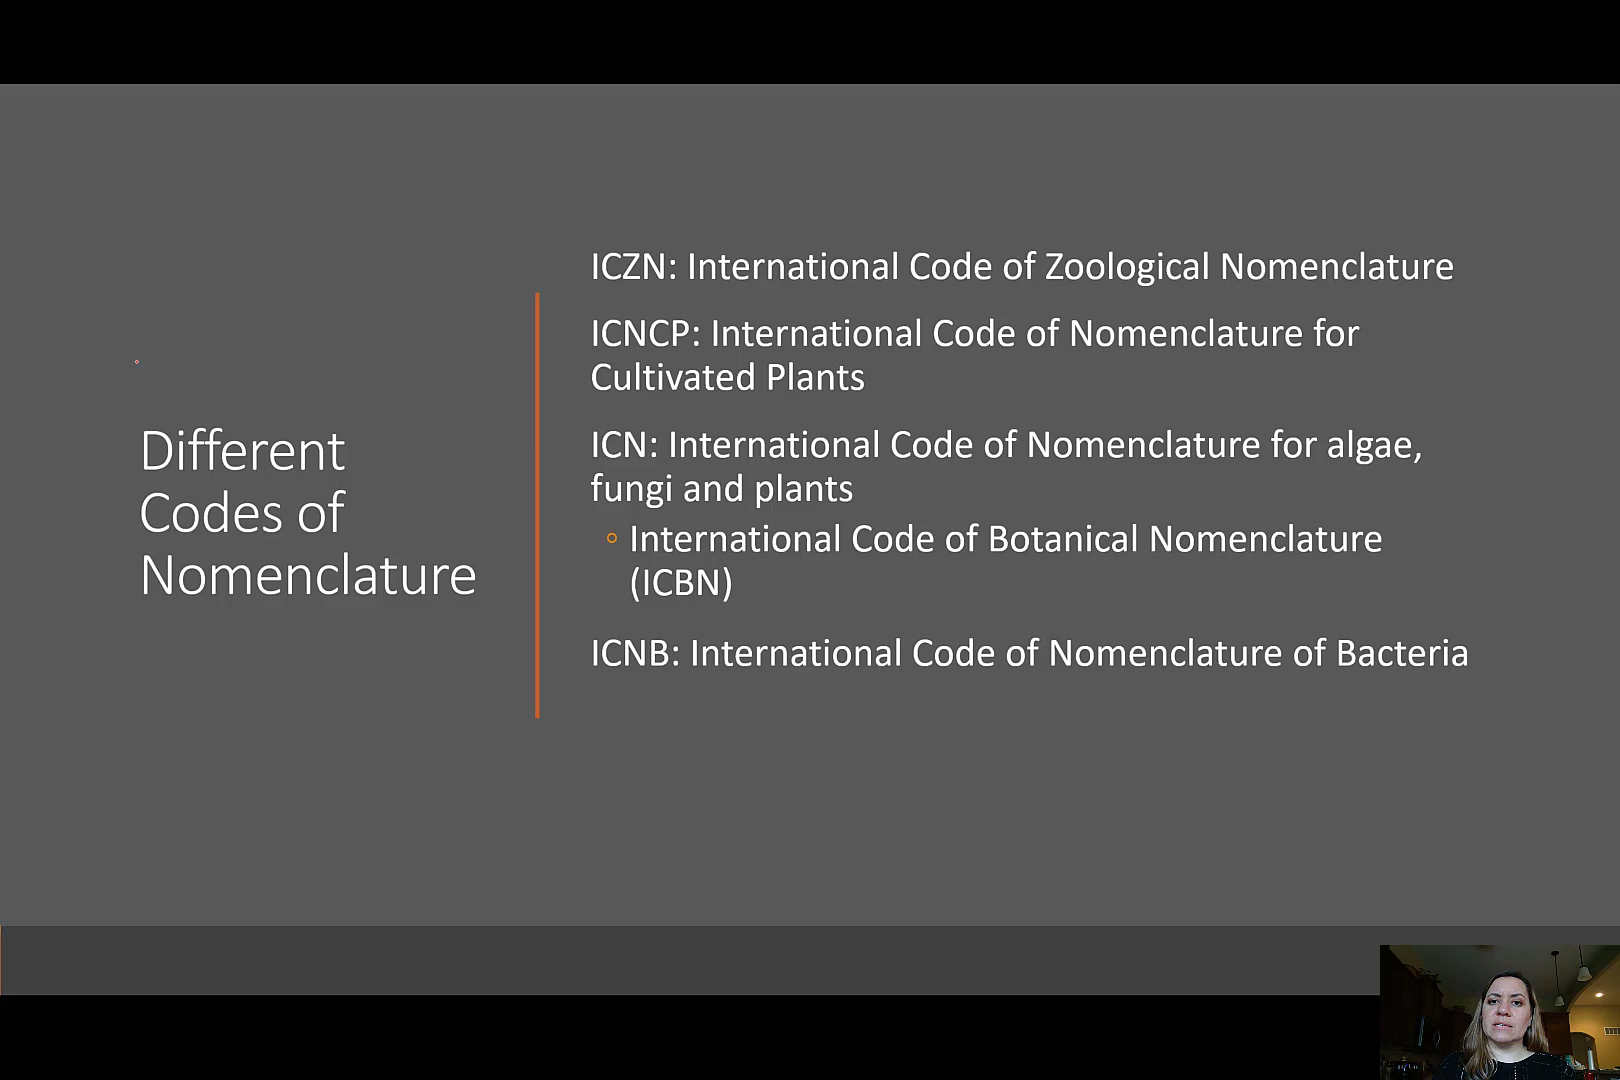 Different
Codes of
Nomenclature
ICZN: International Code of Zoological Nomenclature
ICNCP: International Code of Nomenclature for
Cultivated Plants
ICN: International Code of Nomenclature for algae,
fungi and plants
International Code of Botanical Nomenclature
(ICBN)
ICNB: International Code of Nomenclature of Bacteria